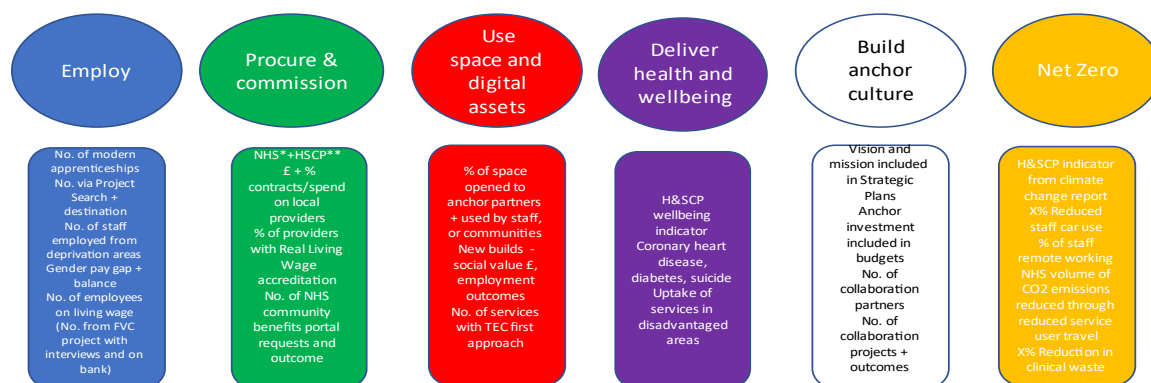 Employ
Procure &
commission
Use
space and
digital
assets
Deliver
health and
wellbeing
Build
anchor
culture
Net Zero
No. of modern
apprenticeships
No. via Project
Search +
destination
No. of staff
employed from
deprivation areas
Gender pay gap +
balance
No. of employees
on living wage
(No. from FVC
project with
interviews and on
bank)
NHS*+HSCP**
£ + %
contracts/spend
on local
providers
% of providers
with Real Living
Wage
accreditation
No. of NHS
community
benefits portal
requests and
outcome
% of space
opened to
anchor partners
+ used by staff,
or communities
New builds -
social value £,
employment
outcomes
No. of services
with TEC first
approach
H&SCP
wellbeing
indicator
Coronary heart
disease,
diabetes, suicide
Uptake of
services in
disadvantaged
areas
Vision and
mission included
in Strategic
Plans
Anchor
investment
included in
budgets
No. of
collaboration
partners
No. of
collaboration
projects +
outcomes
H&SCP indicator
from climate
change report
X% Reduced
staff car use
% of staff
remote working
NHS volume of
CO2 emissions
reduced through
reduced service
user travel
X% Reduction in
clinical waste